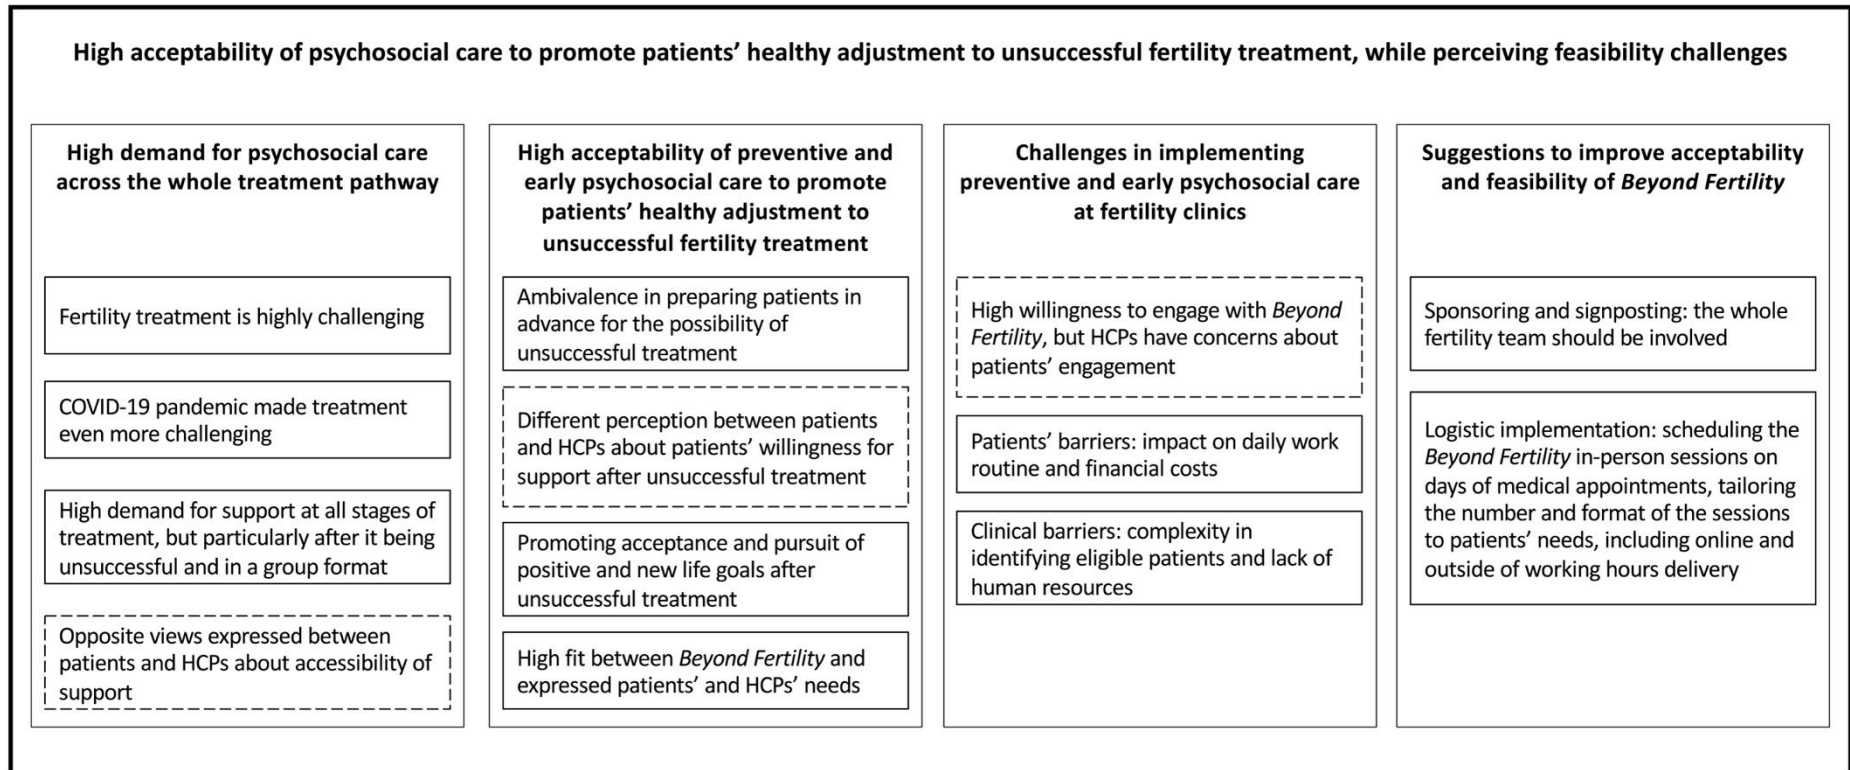 High acceptability of psychosocial care to promote patients’ healthy adjustment to unsuccessful fertility treatment, while perceiving feasibility challenges
High demand for psychosocial care
across the whole treatment pathway
Fertility treatment is highly challenging
COVID-19 pandemic made treatment
even more challenging
High demand for support at all stages of
treatment, but particularly after it being
unsuccessful and in a group format
Opposite views expressed between
patients and HCPs about accessibility of
support
High acceptability of preventive and
early psychosocial care to promote
patients’ healthy adjustment to
unsuccessful fertility treatment
Ambivalence in preparing patients in
advance for the possibility of
unsuccessful treatment
Different perception between patients
and HCPs about patients’ willingness for
support after unsuccessful treatment
Promoting acceptance and pursuit of
positive and new life goals after
unsuccessful treatment
High fit between Beyond Fertility and
expressed patients’ and HCPs’ needs
Challenges in implementing
preventive and early psychosocial care
at fertility clinics
High willingness to engage with Beyond
Fertility, but HCPs have concerns about
patients’ engagement
Patients’ barriers: impact on daily work
routine and financial costs
Clinical barriers: complexity in
identifying eligible patients and lack of
human resources
Suggestions to improve acceptability
and feasibility of Beyond Fertility
Sponsoring and signposting: the whole
fertility team should be involved
Logistic implementation: scheduling the
Beyond Fertility in-person sessions on
days of medical appointments, tailoring
the number and format of the sessions
to patients’ needs, including online and
outside of working hours delivery